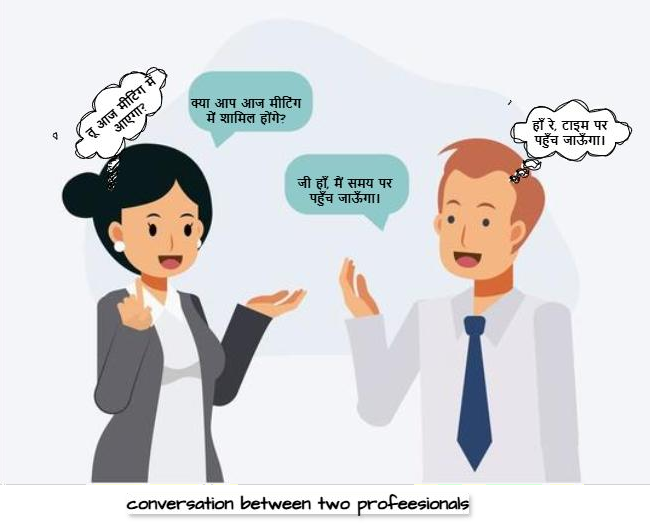 तू आज मीटिंग में
आएगा?
क्या आप आज मीटिंग
में शामिल होंगे?
जी हाँ, मैं समय पर
पहुँच जाऊँगा।
हाँ रे, टाइम पर
पहुँच जाऊँगा।
conversation between two profeesionals